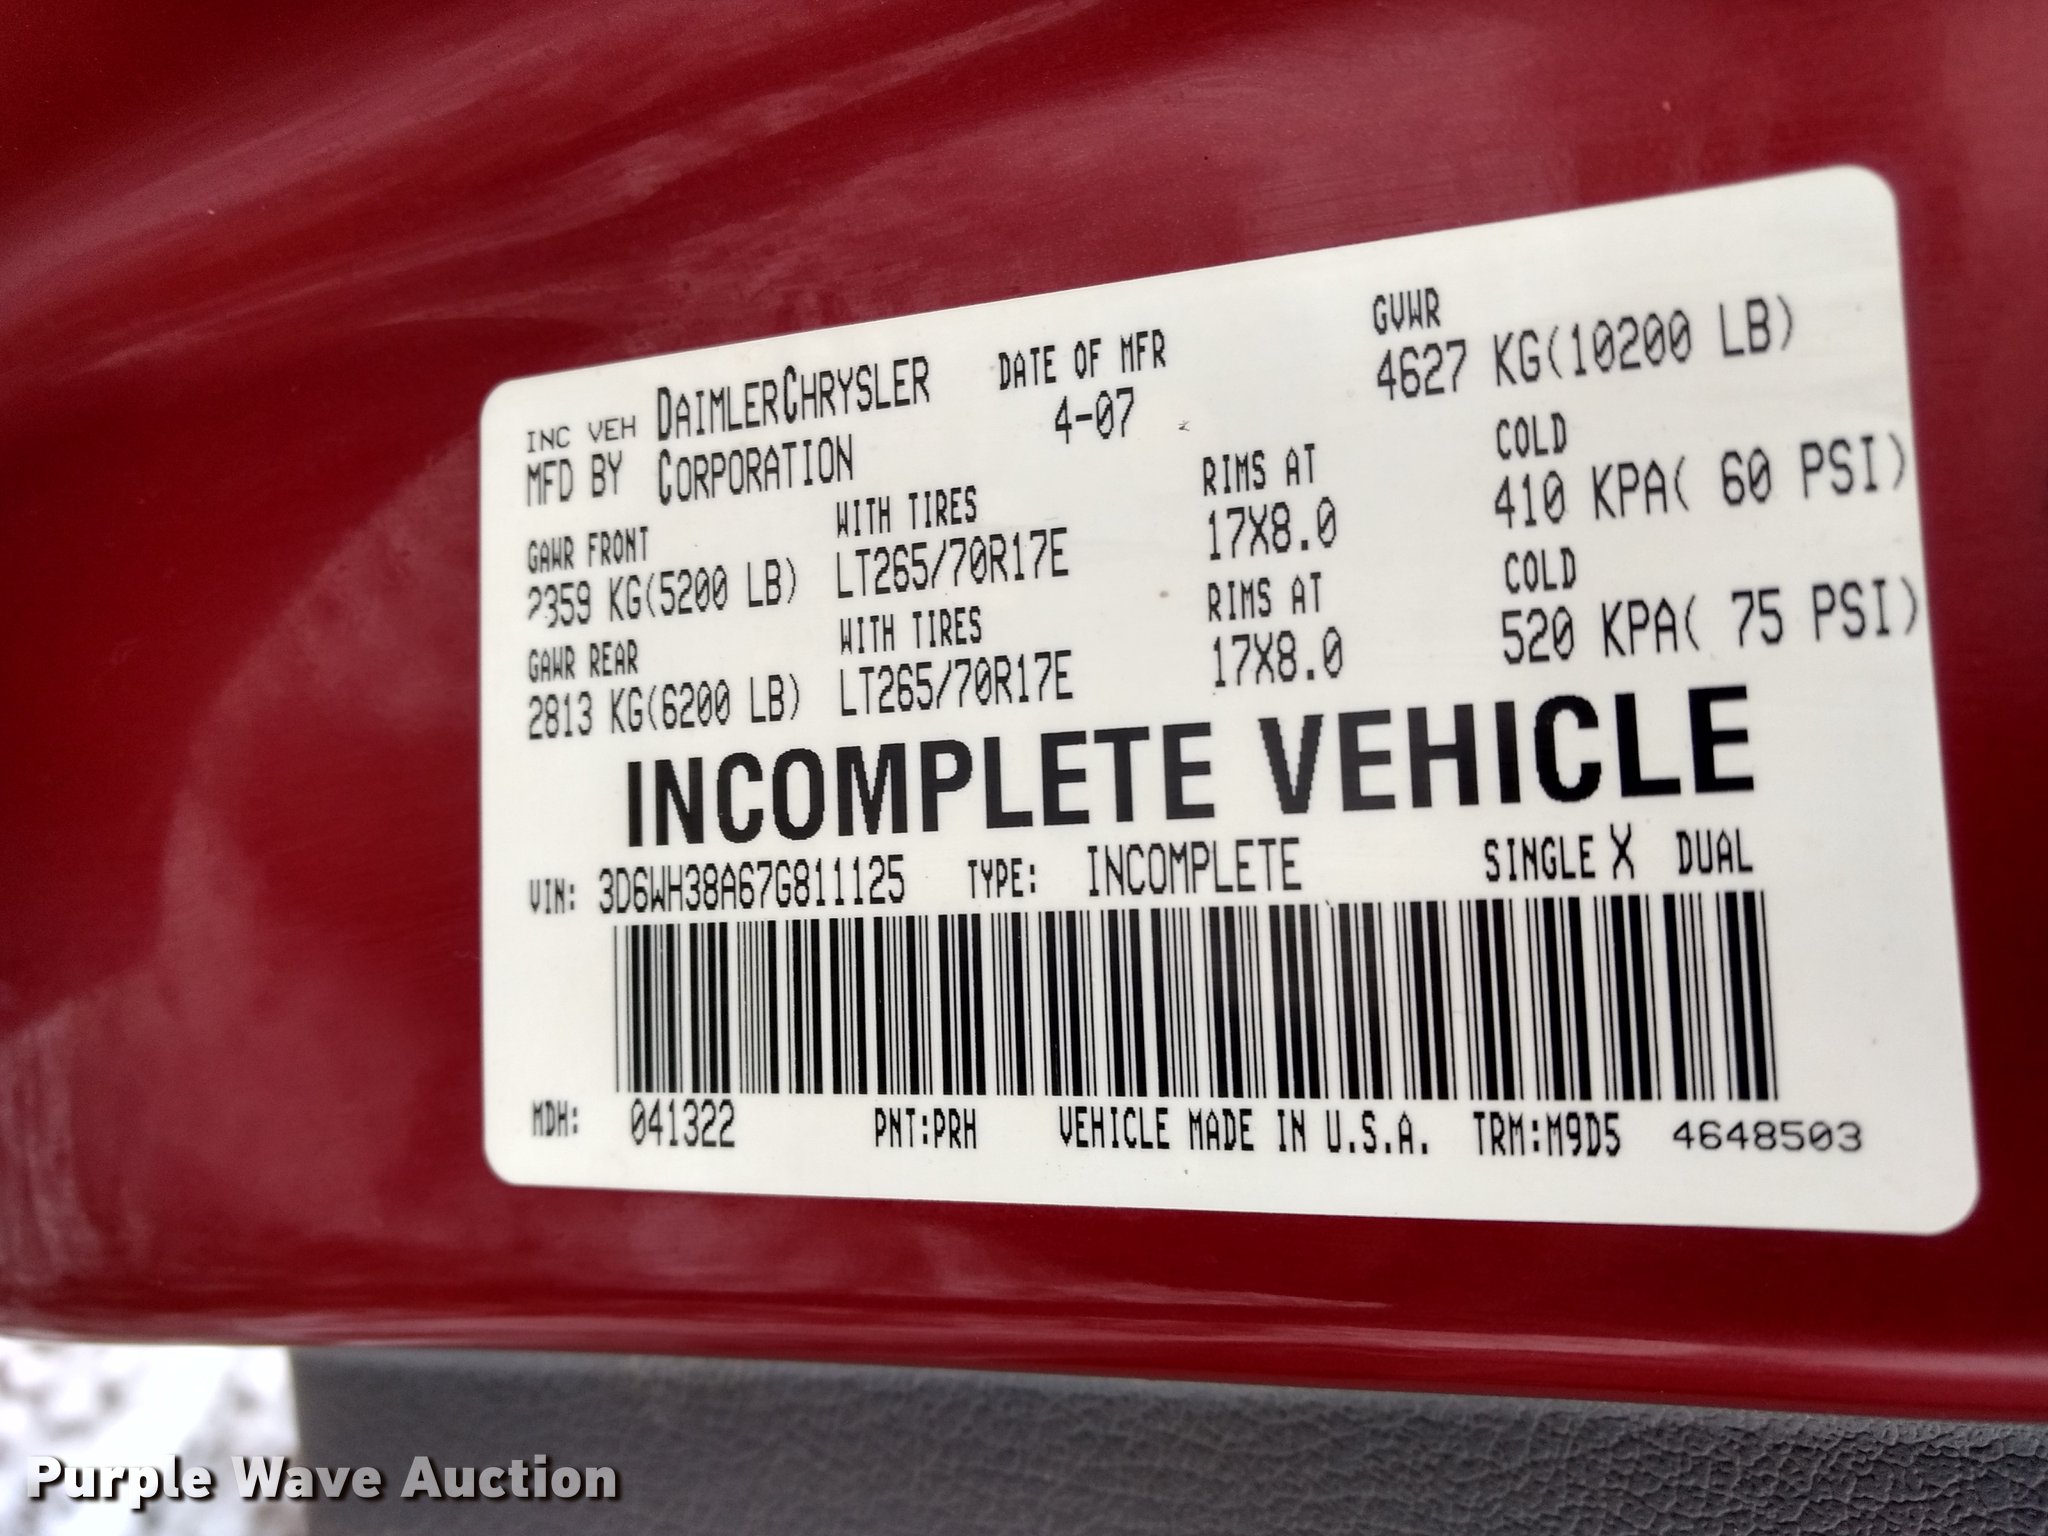 INC VEH DAIMLERCHRYSLER DATE OF MFR GVWR
MFD BY CORPORATION 4-07 4627 KG(10200 LB)
GAWR FRONT WITH TIRES RIMS AT COLD
2359 KG(5200 LB) LT265/70R17E 17X8.0 410 KPA( 60 PSI)
GAWR REAR WITH TIRES RIMS AT COLD
2813 KG(6200 LB) LT265/70R17E 17X8.0 520 KPA( 75 PSI)
INCOMPLETE VEHICLE
VIN: 3D6WH38A67G811125 TYPE: INCOMPLETE SINGLE X DUAL
MDH: 041322 PNT:PRH VEHICLE MADE IN U.S.A. TRM:M9D5 4648503
Purple Wave Auction